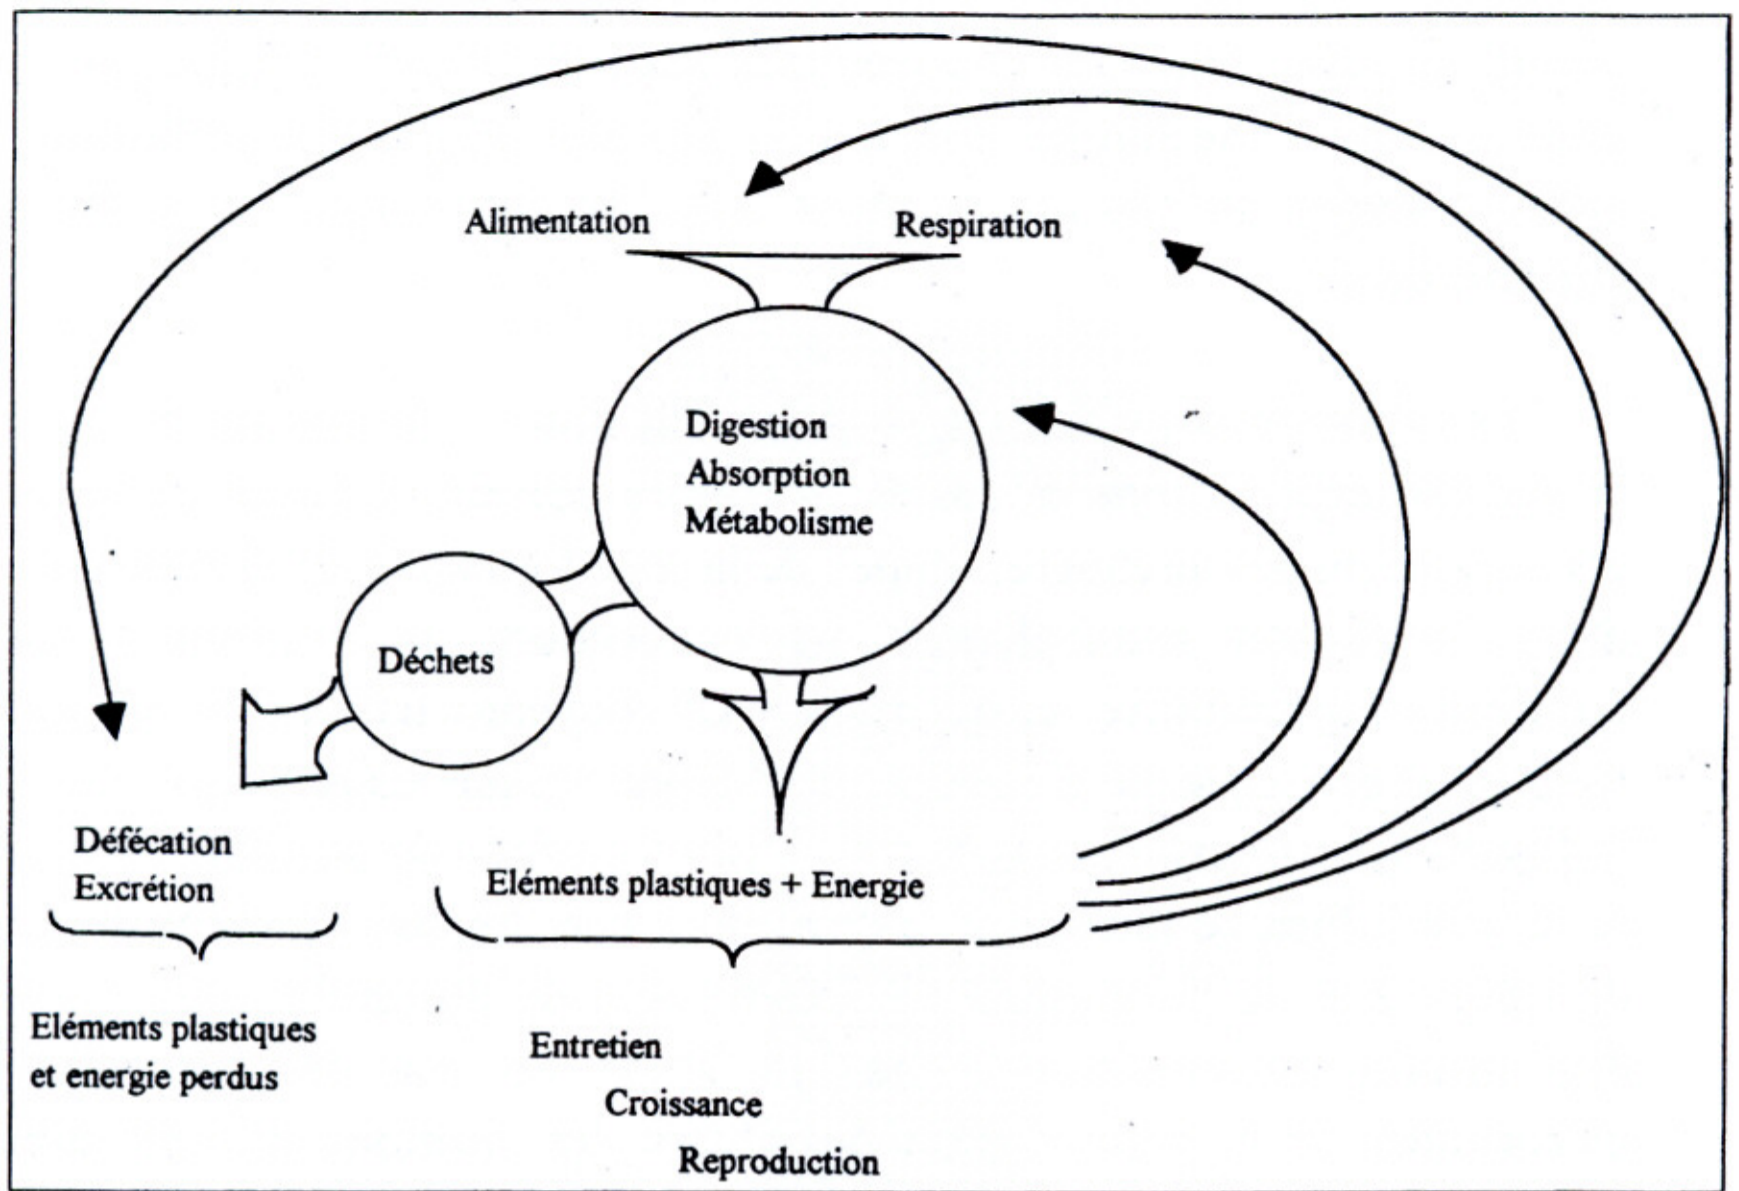 Alimentation
Respiration
Digestion
Absorption
Métabolisme
Déchets
Défécation
Excrétion
Eléments plastiques + Energie
Eléments plastiques
et energie perdus
Entretien
Croissance
Reproduction